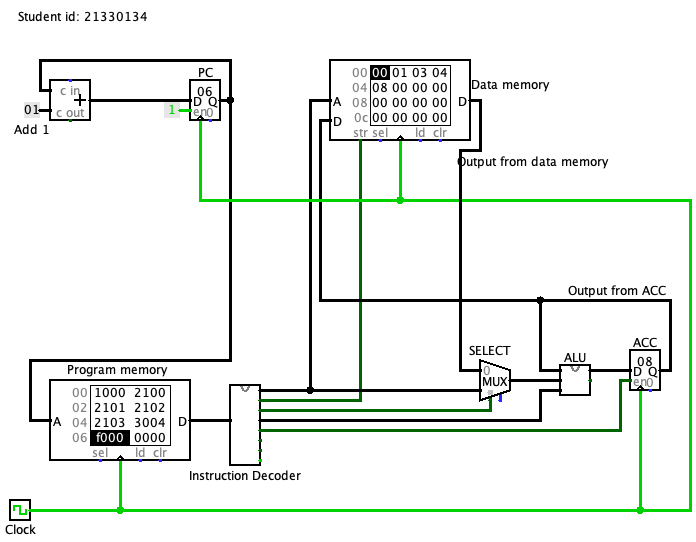 Student id: 21330134
PC
c in
c out
01
Add 1
06
D Q
en0
1
00 00 01 03 04
04 08 00 00 00
08 00 00 00 00
0c 00 00 00 00
A
D
D
str sel ld clr
Data memory
Output from data memory
Output from ACC
SELECT
0
MUX
ALU
ACC
08
D Q
en0
Program memory
00 1000 2100
02 2101 2102
04 2103 3004
06 f000 0000
A
D
sel ld clr
Instruction Decoder
Clock